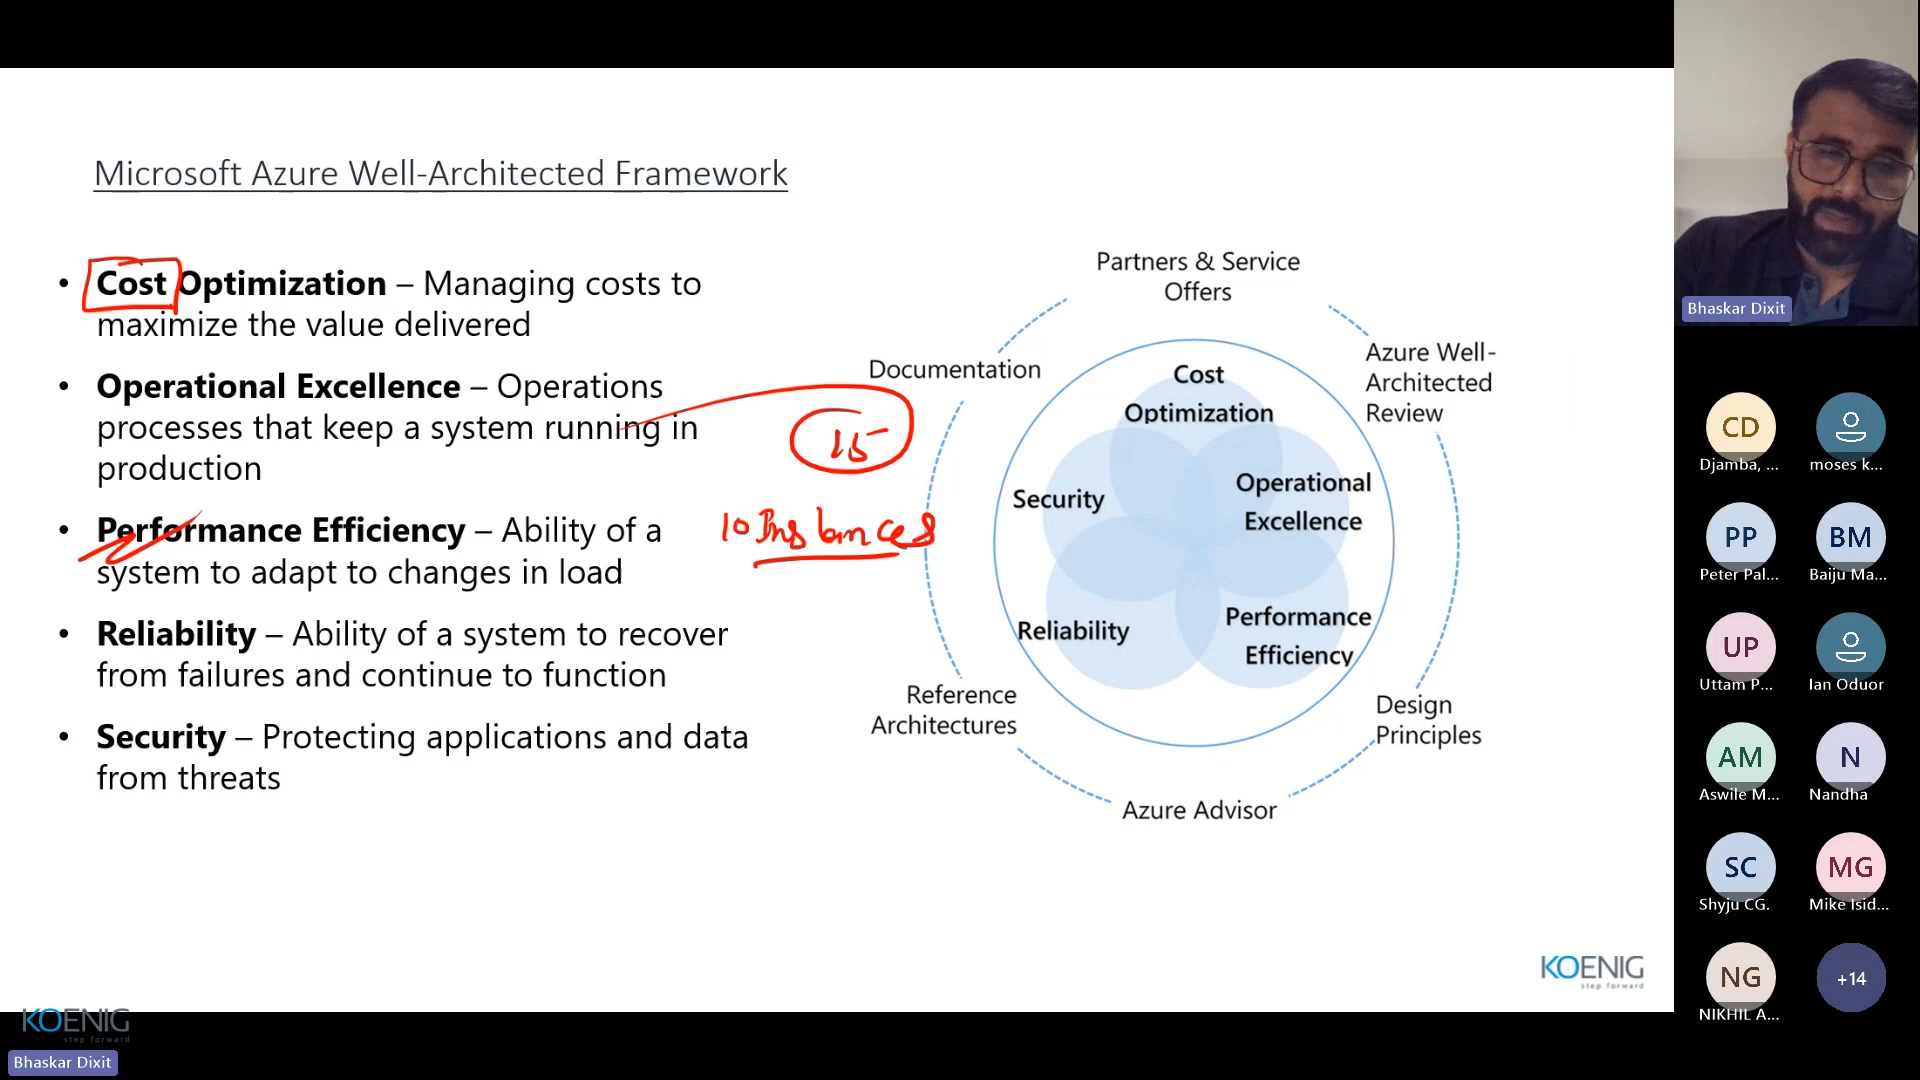 Microsoft Azure Well-Architected Framework
• Cost Optimization – Managing costs to
maximize the value delivered
• Operational Excellence – Operations
processes that keep a system running in
production
• Performance Efficiency – Ability of a
system to adapt to changes in load
• Reliability – Ability of a system to recover
from failures and continue to function
• Security – Protecting applications and data
from threats
15
10 Instances
Partners & Service
Offers
Documentation
Azure Well-
Architected
Review
Cost
Optimization
Security
Operational
Excellence
Reliability
Performance
Efficiency
Reference
Architectures
Design
Principles
Azure Advisor
KOENIG
step forward
KOENIG
step forward
Bhaskar Dixit
Bhaskar Dixit
CD
Djamba, ...
moses k...
PP
Peter Pal...
BM
Baiju Ma...
UP
Uttam P...
Ian Oduor
AM
Aswile M...
N
Nandha
SC
Shyju CG.
MG
Mike Isid...
NG
NIKHIL A...
+14